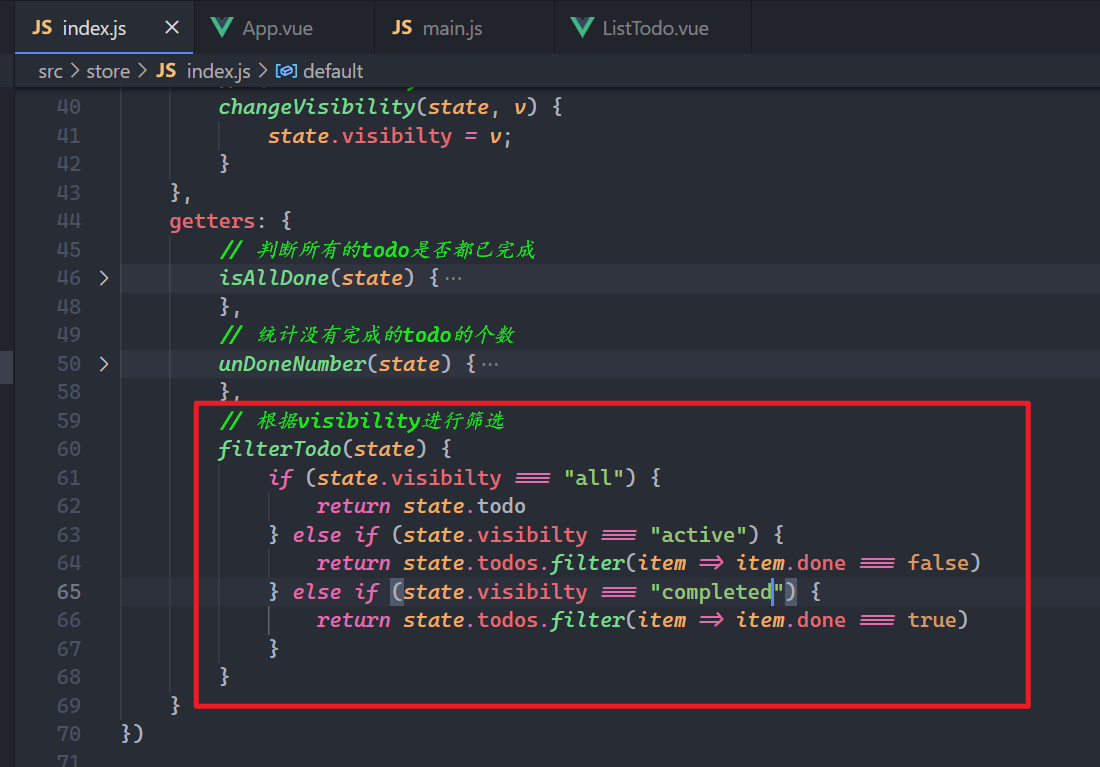 JS index.js × App.vue JS main.js ListTodo.vue
src > store > JS index.js > default
40 changeVisibility(state, v) {
41 state.visibilty = v;
42 }
43 },
44 getters: {
45 // 判断所有的todo是否都已完成
46 isAllDone(state) {···
48 },
49 // 统计没有完成的todo的个数
50 unDoneNumber(state) {···
58 },
59 // 根据visibility进行筛选
60 filterTodo(state) {
61 if (state.visibilty === "all") {
62 return state.todo
63 } else if (state.visibilty === "active") {
64 return state.todos.filter(item => item.done === false)
65 } else if (state.visibilty === "completed") {
66 return state.todos.filter(item => item.done === true)
67 }
68 }
69 }
70 })
71